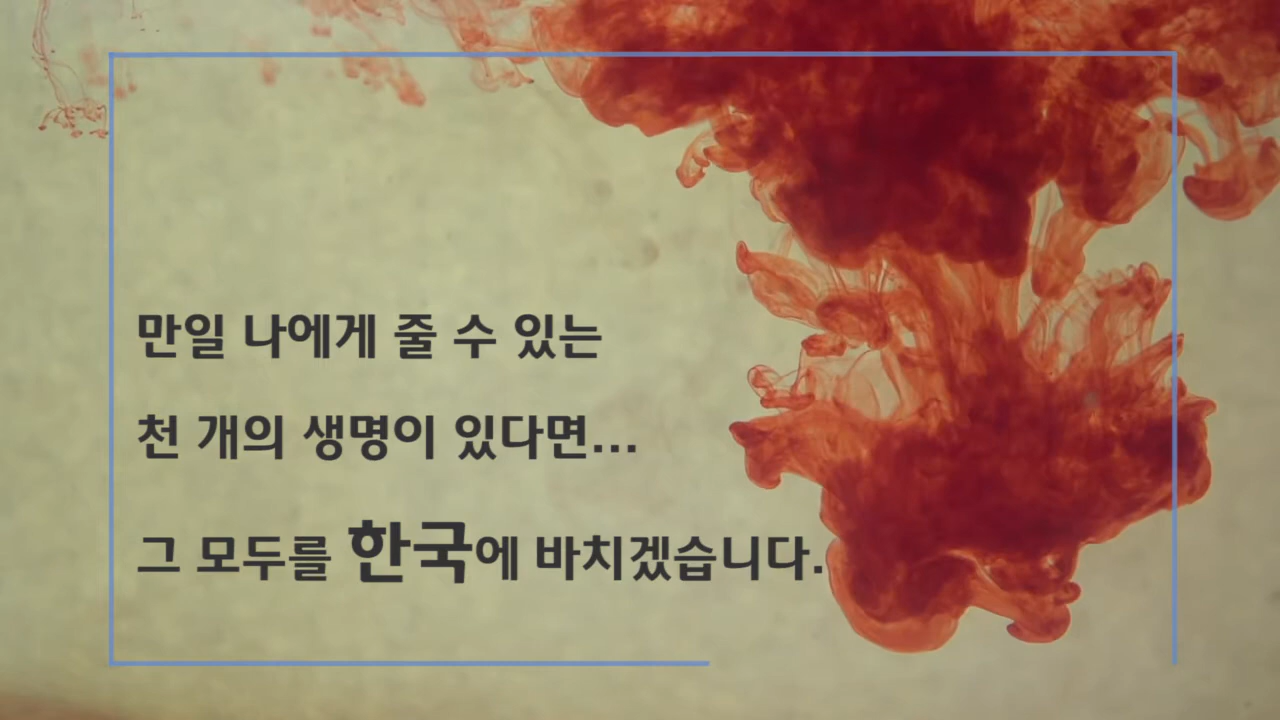 만일 나에게 줄 수 있는
천 개의 생명이 있다면...
그 모두를 한국에 바치겠습니다.